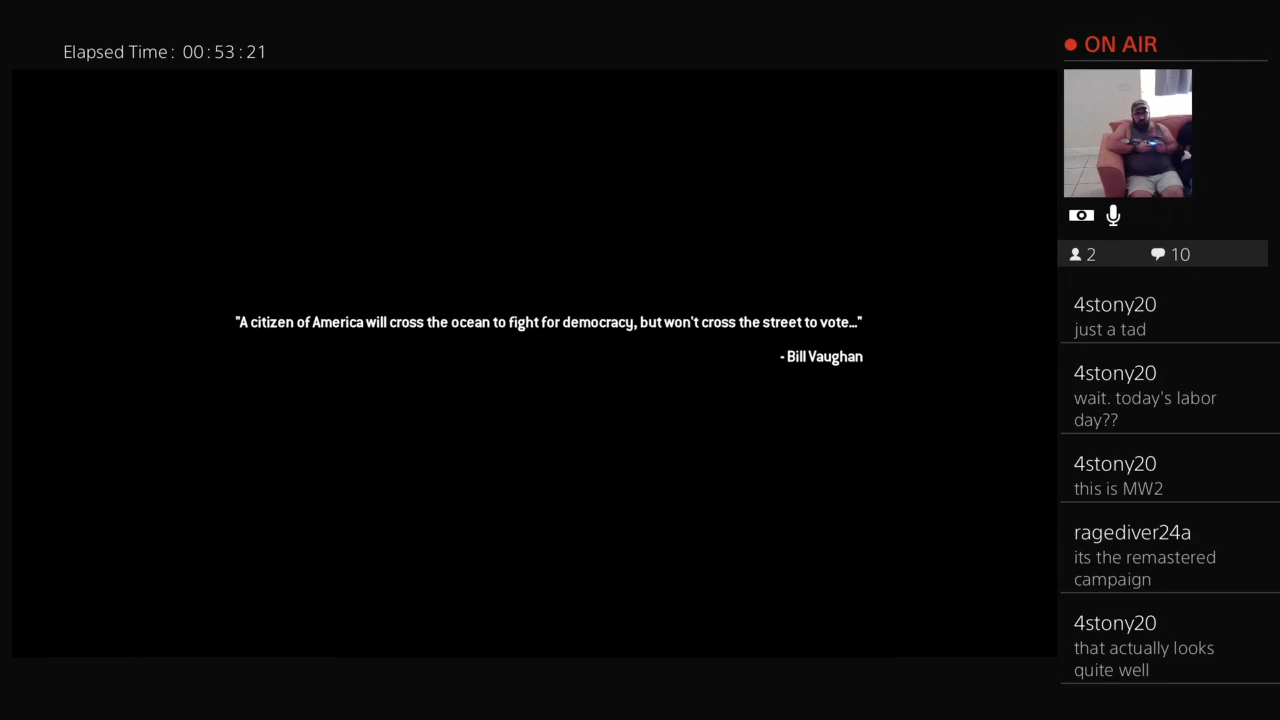 Elapsed Time: 00:53:21
ON AIR
2 10
"A citizen of America will cross the ocean to fight for democracy, but won't cross the street to vote..."
- Bill Vaughan
4stony20
just a tad
4stony20
wait. today's labor
day??
4stony20
this is MW2
ragediver24a
its the remastered
campaign
4stony20
that actually looks
quite well